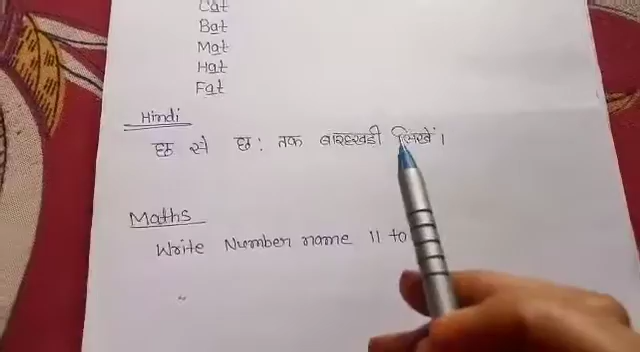 Cat
Bat
Mat
Hat
Fat
Hindi
छ से छ: तक बारहखडी लिखें।
Maths
Write Number name 11 to